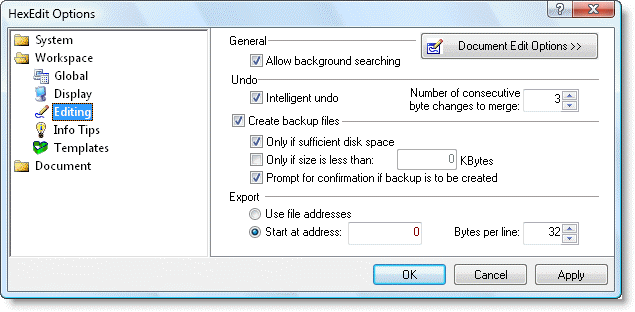 HexEdit Options
System
Workspace
Global
Display
Editing
Info Tips
Templates
Document
General
Document Edit Options >>
Allow background searching
Undo
Intelligent undo
Number of consecutive
byte changes to merge: 3
Create backup files
Only if sufficient disk space
Only if size is less than: 0 KBytes
Prompt for confirmation if backup is to be created
Export
Use file addresses
Start at address: 0 Bytes per line: 32
OK Cancel Apply